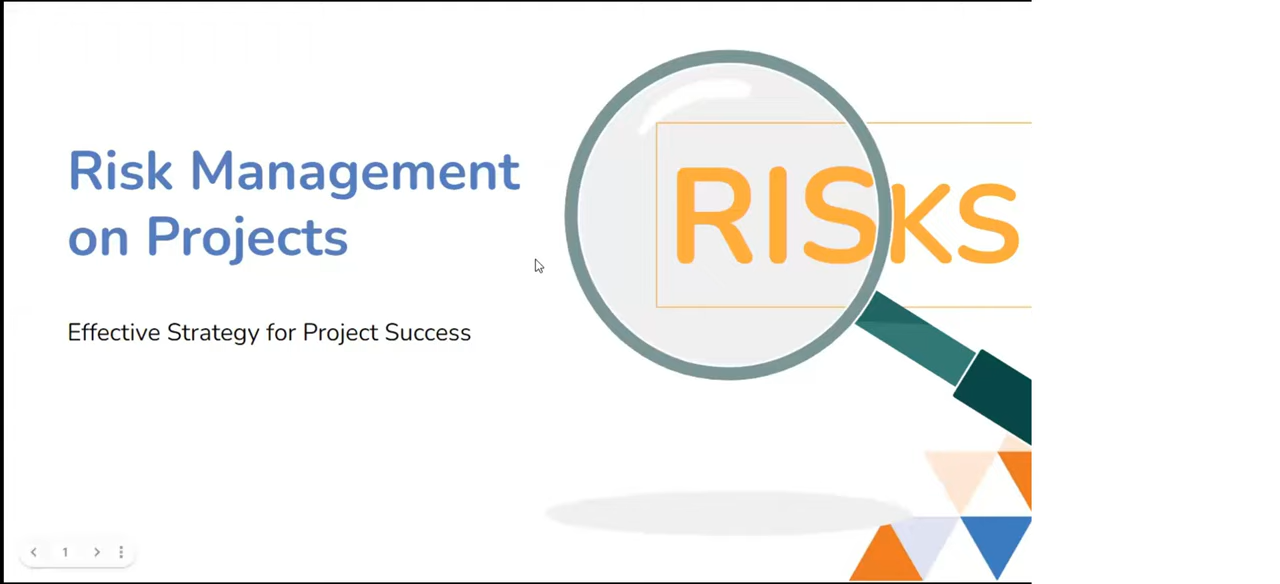 Risk Management
on Projects
RISKS
Effective Strategy for Project Success
1